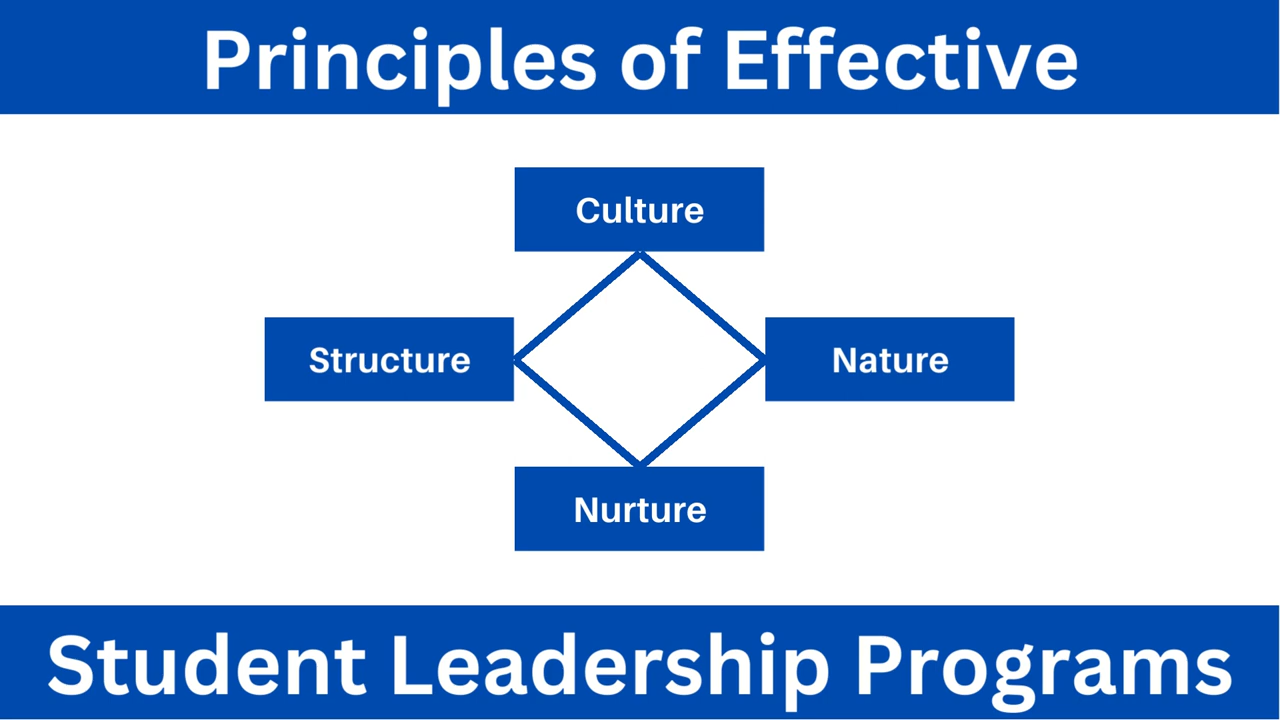 Principles of Effective
Culture
Structure
Nature
Nurture
Student Leadership Programs